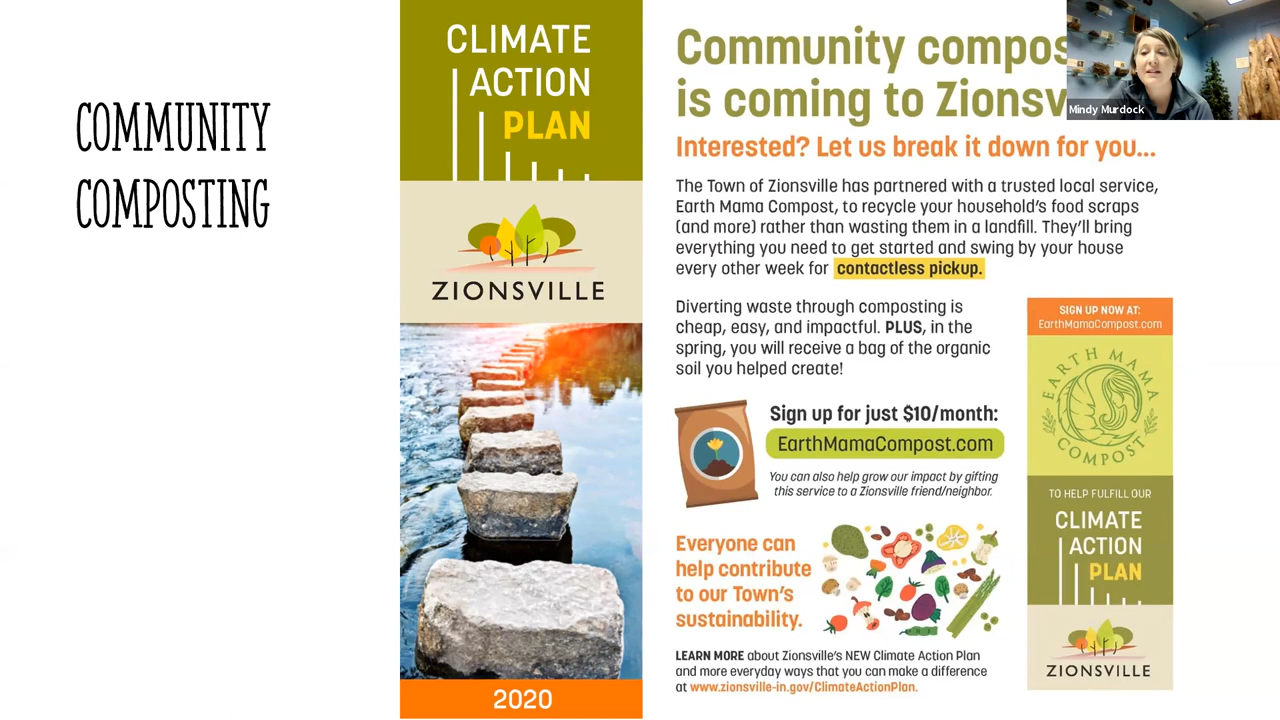 COMMUNITY
COMPOSTING
CLIMATE
ACTION
PLAN
ZIONSVILLE
2020
Community
is coming to
Interested? Let us break it down for you...
The Town of Zionsville has partnered with a trusted local service,
Earth Mama Compost, to recycle your household's food scraps
(and more) rather than wasting them in a landfill. They'll bring
everything you need to get started and swing by your house
every other week for contactless pickup.
Diverting waste through composting is
cheap, easy, and impactful. PLUS, in the
spring, you will receive a bag of the organic
soil you helped create!
Sign up for just $10/month:
EarthMamaCompost.com
You can also help grow our impact by gifting
this service to a Zionsville friend/neighbor.
Everyone can
help contribute
to our Town's
sustainability.
LEARN MORE about Zionsville's NEW Climate Action Plan
and more everyday ways that you can make a difference
at www.zionsville-in.gov/ClimateActionPlan.
SIGN UP NOW AT:
EarthMamaCompost.com
EARTH MAMA
COMPOST
TO HELP FULFILL OUR
CLIMATE
ACTION
PLAN
ZIONSVILLE
Mindy Murdock